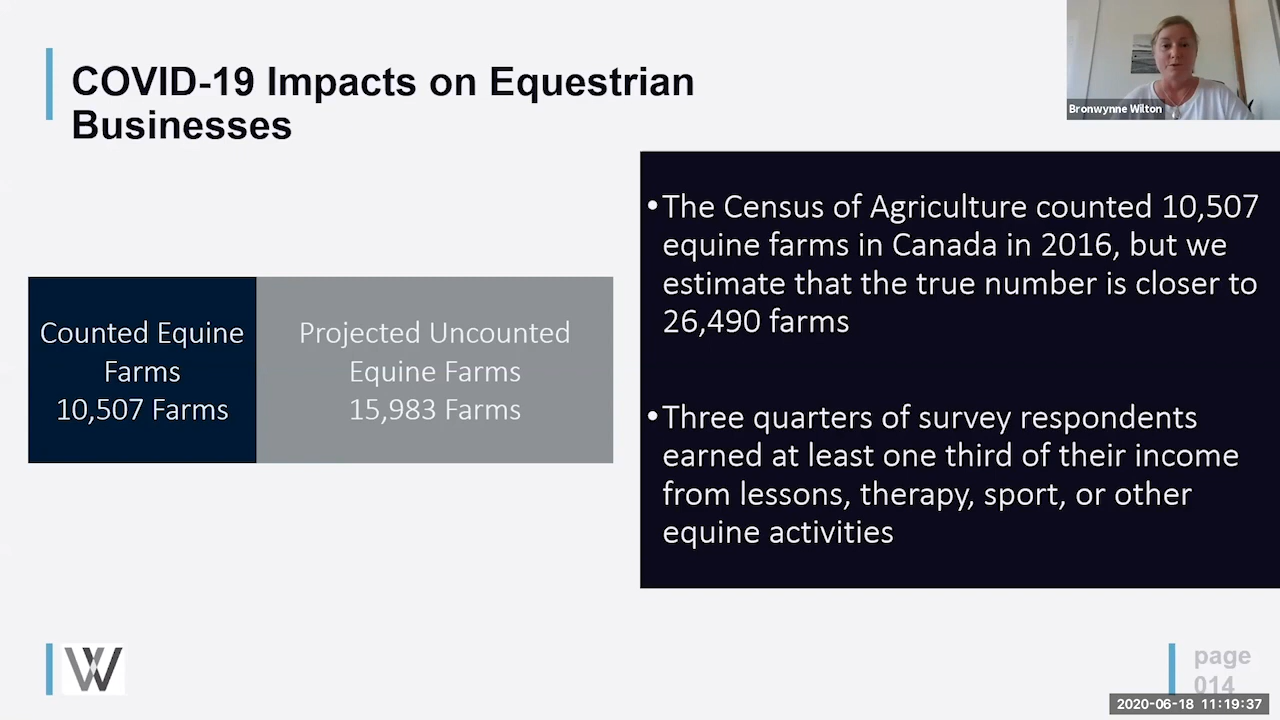 COVID-19 Impacts on Equestrian
Businesses
Bronwynne Wilton
Counted Equine
Farms
10,507 Farms
Projected Uncounted
Equine Farms
15,983 Farms
•The Census of Agriculture counted 10,507
equine farms in Canada in 2016, but we
estimate that the true number is closer to
26,490 farms
•Three quarters of survey respondents
earned at least one third of their income
from lessons, therapy, sport, or other
equine activities
W
page
014
2020-06-18 11:19:37